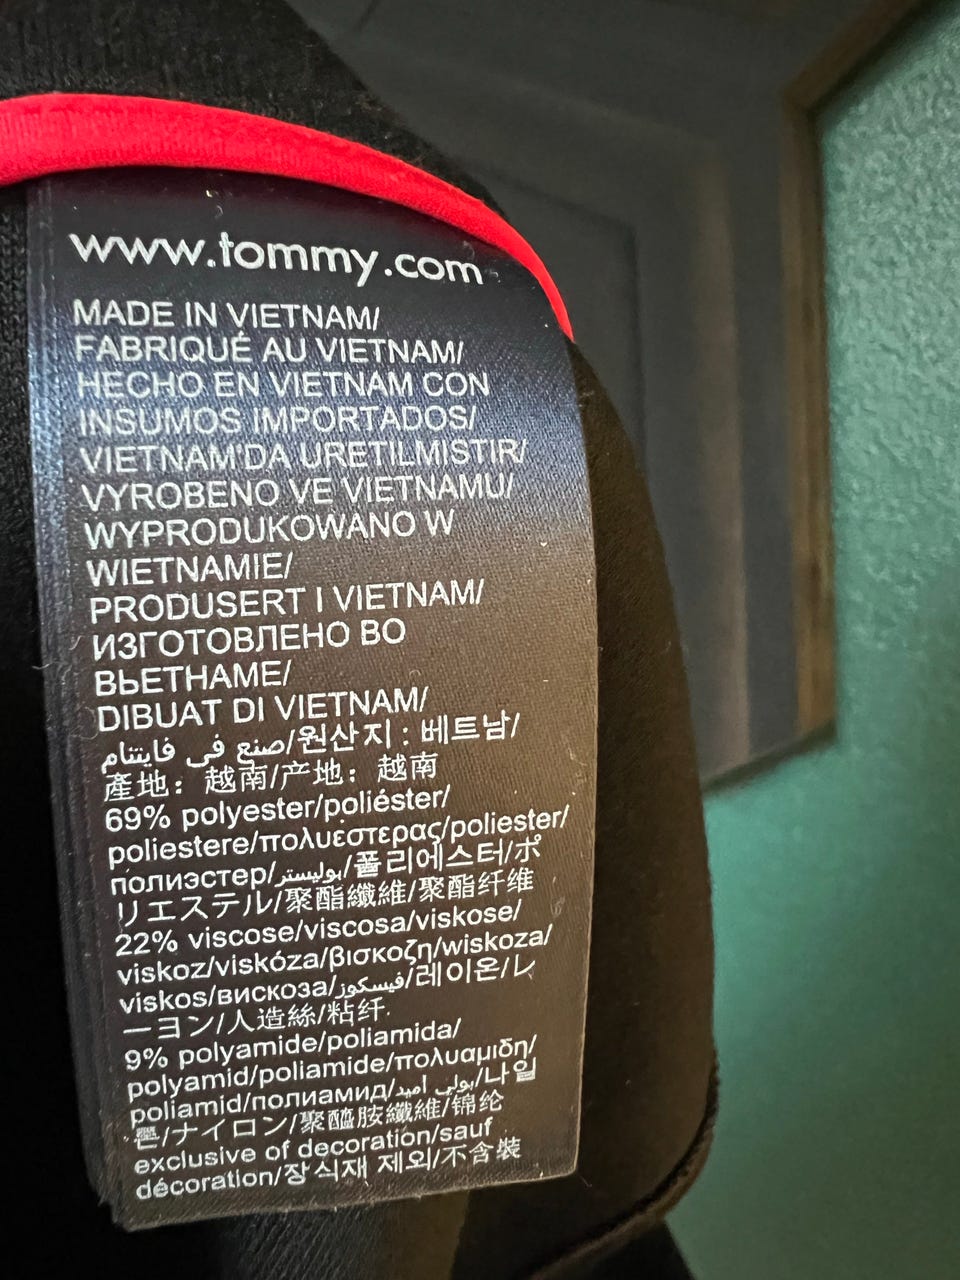 www.tommy.com
MADE IN VIETNAM/
FABRIQUÉ AU VIETNAM/
HECHO EN VIETNAM CON
INSUMOS IMPORTADOS/
VIETNAM'DA URETILMISTIR/
VYROBENO VE VIETNAMU/
WYPRODUKOWANO W
WIETNAMIE/
PRODUSERT I VIETNAM/
ИЗГОТОВЛЕНО ВО
ВЬЕТНАМЕ/
DIBUAT DI VIETNAM/
صنع في فايتنام/원산지 : 베트남/
產地：越南/产地：越南
69% polyester/poliéster/
poliestere/πολυέστερας/poliester/
полиэстер/بوليستر/폴리에스터/ポ
リエステル/聚酯纖維/聚酯纤维
22% viscose/viscosa/viskose/
viskoz/viskóza/βισκοζη/wiskoza/
viskos/вискоза/فيسكوز/레이온/レ
ーヨン/人造絲/粘纤
9% polyamide/poliamida/
polyamid/poliamide/πολυαμιδη/
poliamid/полиамид/بولي اميد/나일
론/ナイロン/聚醯胺纖維/锦纶
exclusive of decoration/sauf
décoration/장식재 제외/不含裝